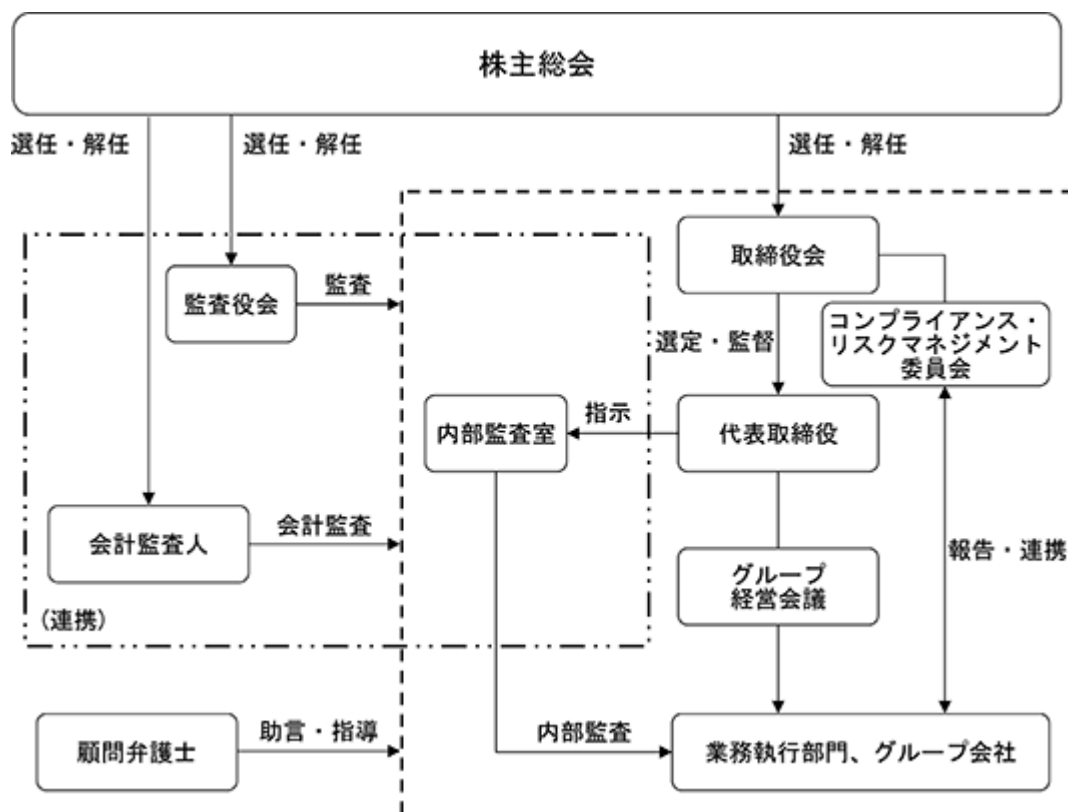 株主総会
選任・解任
選任・解任
選任・解任
取締役会
監査役会
監査
コンプライアンス・
リスクマネジメント
委員会
選定・監督
内部監査室
指示
代表取締役
会計監査人
会計監査
グループ
経営会議
報告・連携
(連携)
顧問弁護士
助言・指導
内部監査
業務執行部門、グループ会社